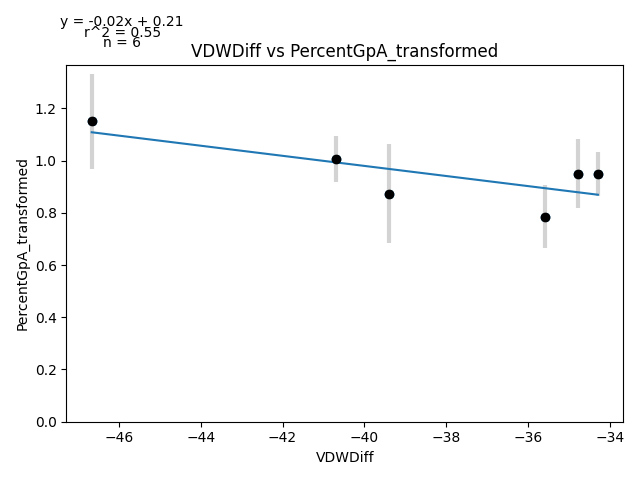 y = -0.02x + 0.21
r^2 = 0.55
n = 6
VDWDiff vs PercentGpA_transformed
PercentGpA_transformed
1.2
1.0
0.8
0.6
0.4
0.2
0.0
−46
−44
−42
−40
−38
−36
−34
VDWDiff